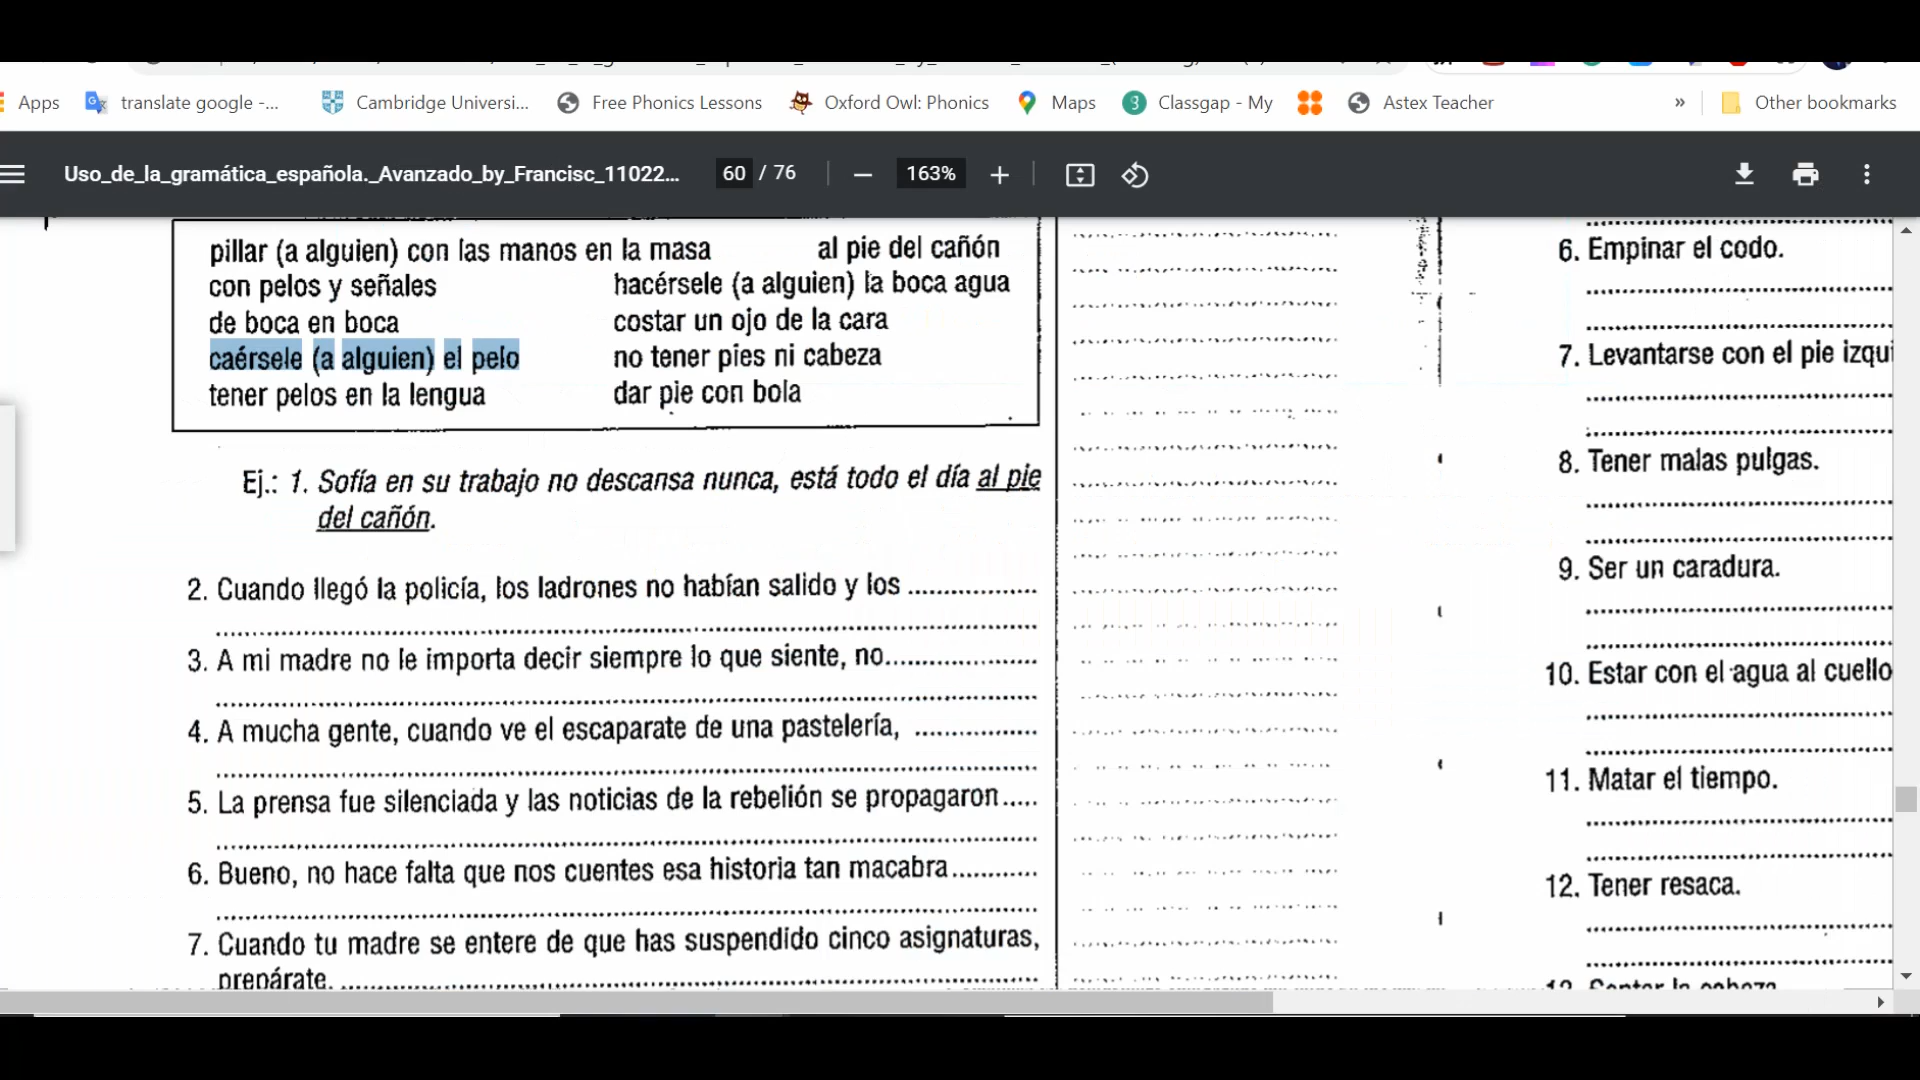 Apps translate google -... Cambridge Universi... Free Phonics Lessons Oxford Owl: Phonics Maps Classgap - My Astex Teacher » Other bookmarks
Uso_de_la_gramática_española._Avanzado_by_Francisc_11022... 60 / 76 163%
pillar (a alguien) con las manos en la masa al pie del cañón
con pelos y señales hacérsele (a alguien) la boca agua
de boca en boca costar un ojo de la cara
caérsele (a alguien) el pelo no tener pies ni cabeza
tener pelos en la lengua dar pie con bola
Ej.: 1. Sofía en su trabajo no descansa nunca, está todo el día al pie
del cañón.
2. Cuando llegó la policía, los ladrones no habían salido y los ...............
3. A mi madre no le importa decir siempre lo que siente, no...................
4. A mucha gente, cuando ve el escaparate de una pastelería, ...............
5. La prensa fue silenciada y las noticias de la rebelión se propagaron.....
6. Bueno, no hace falta que nos cuentes esa historia tan macabra...........
7. Cuando tu madre se entere de que has suspendido cinco asignaturas,
prepárate.
6. Empinar el codo.
7. Levantarse con el pie izqui
8. Tener malas pulgas.
9. Ser un caradura.
10. Estar con el agua al cuello
11. Matar el tiempo.
12. Tener resaca.